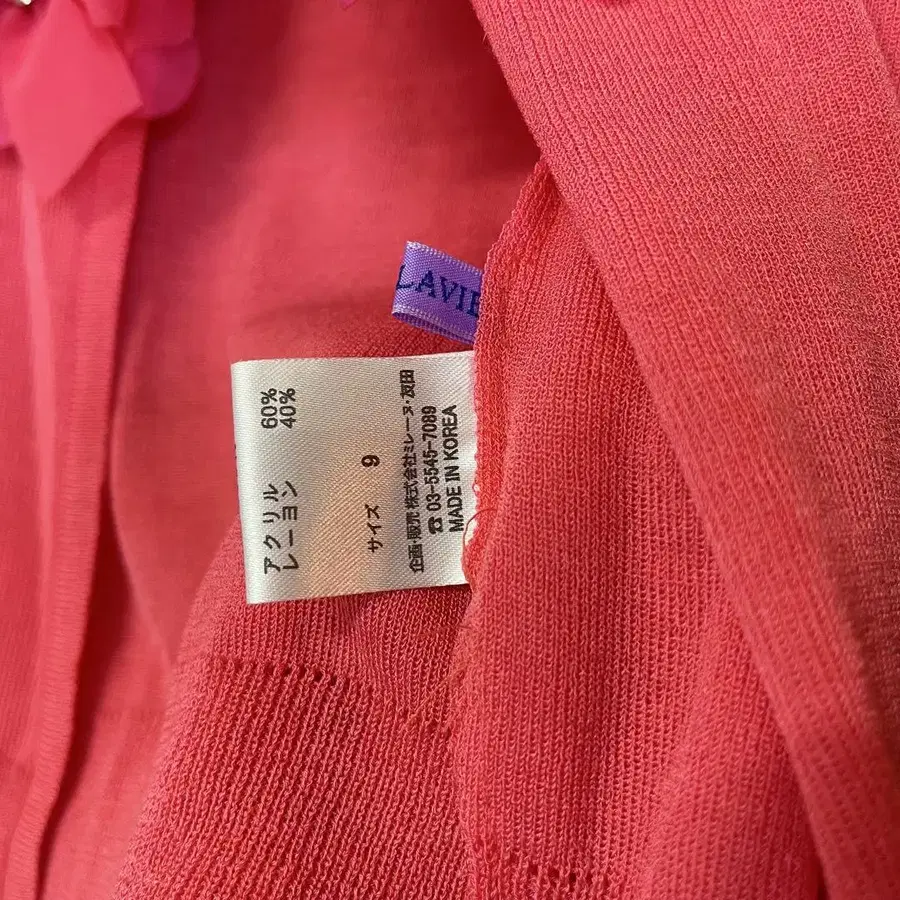 LAVIE
アクリル 60%
レーヨン 40%
サイズ 9
企画・販売 株式会社ミレーヌ・友田
☎ 03-5545-7089
MADE IN KOREA